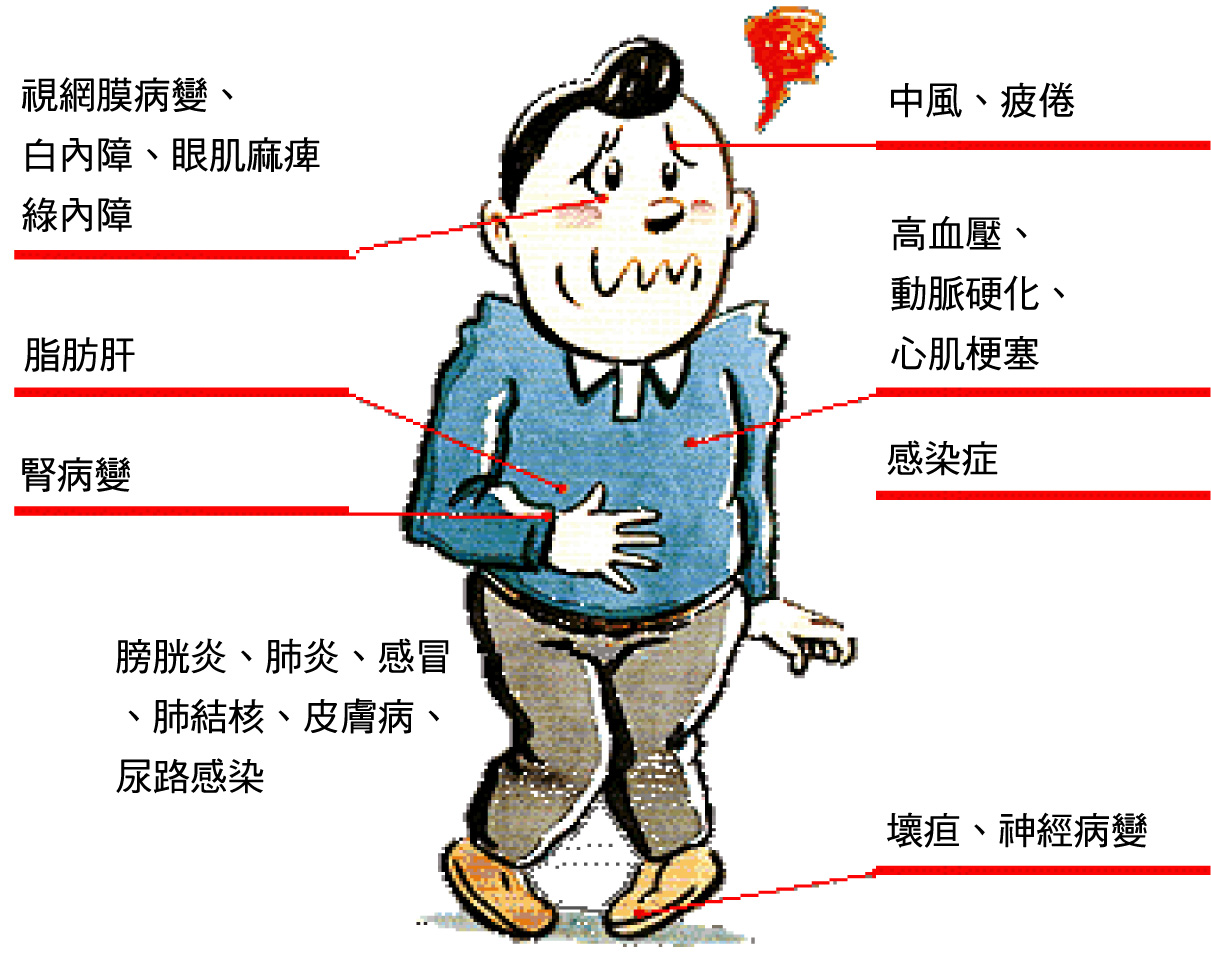 視網膜病變、
白內障、眼肌麻痺
綠內障
脂肪肝
腎病變
膀胱炎、肺炎、感冒
、肺結核、皮膚病、
尿路感染
中風、疲倦
高血壓、
動脈硬化、
心肌梗塞
感染症
壞疽、神經病變